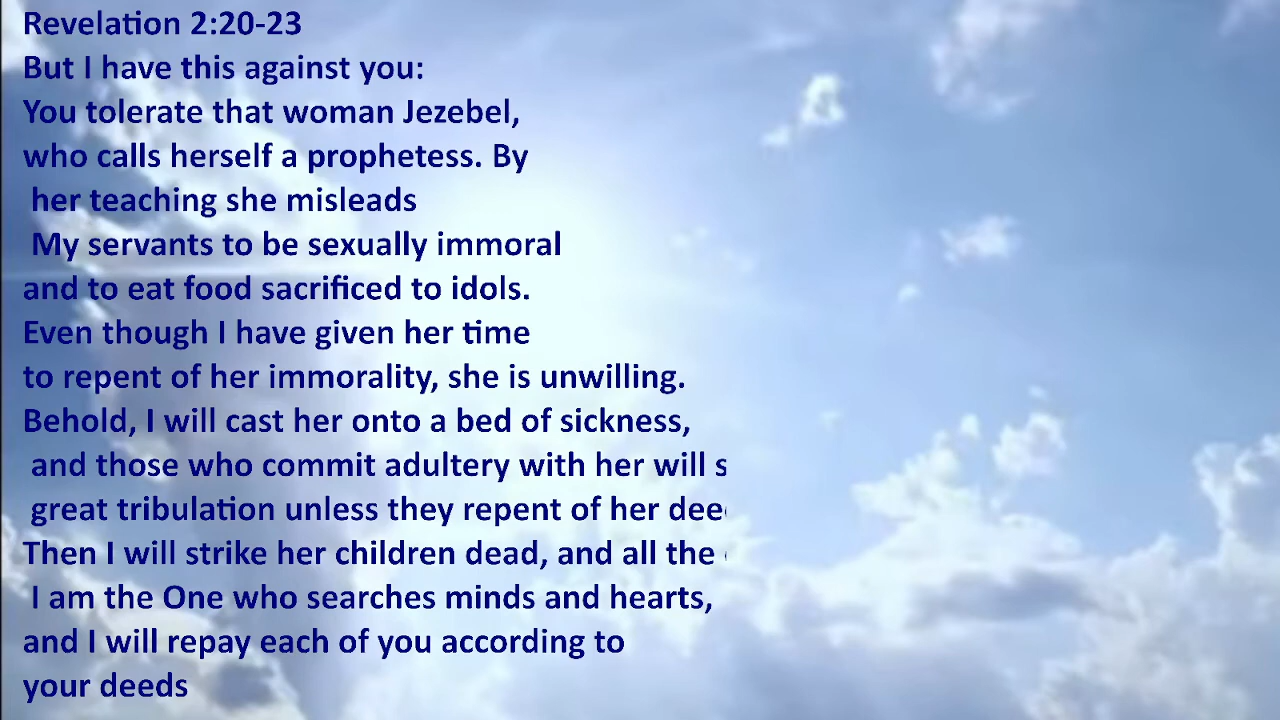 Revelation 2:20-23
But I have this against you:
You tolerate that woman Jezebel,
who calls herself a prophetess. By
her teaching she misleads
My servants to be sexually immoral
and to eat food sacrificed to idols.
Even though I have given her time
to repent of her immorality, she is unwilling.
Behold, I will cast her onto a bed of sickness,
and those who commit adultery with her will
great tribulation unless they repent of her
Then I will strike her children dead, and all the
I am the One who searches minds and hearts,
and I will repay each of you according to
your deeds